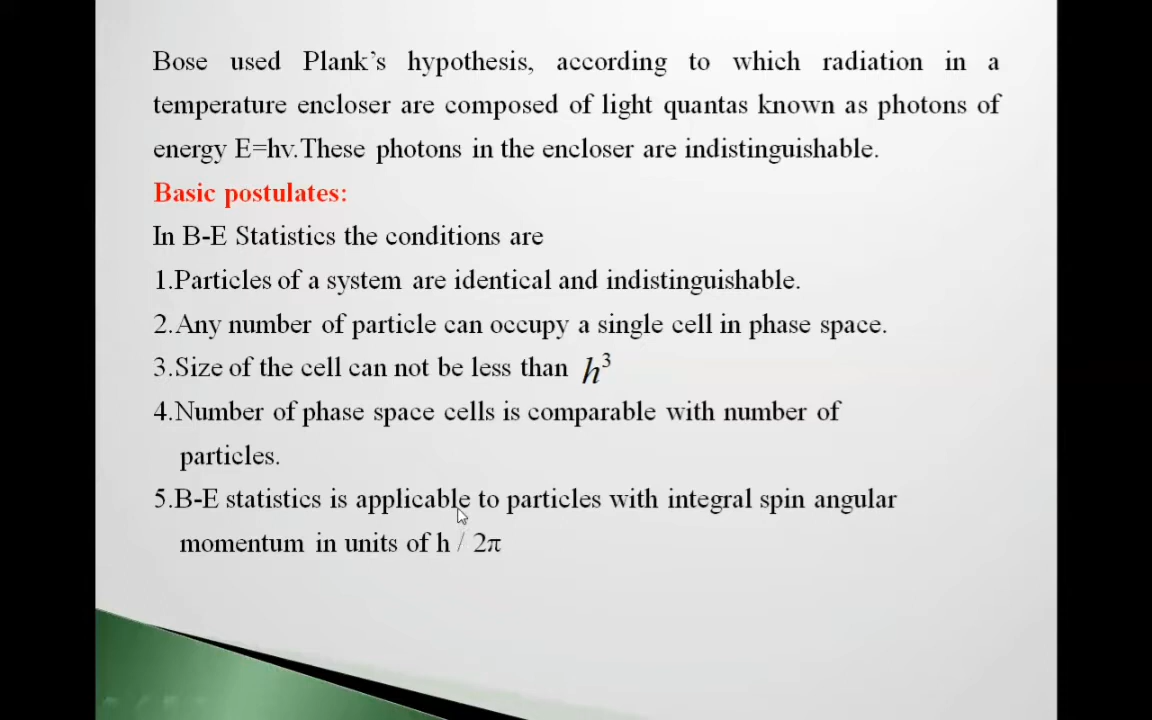 Bose used Plank’s hypothesis, according to which radiation in a
temperature encloser are composed of light quantas known as photons of
energy E=hν.These photons in the encloser are indistinguishable.
Basic postulates:
In B-E Statistics the conditions are
1.Particles of a system are identical and indistinguishable.
2.Any number of particle can occupy a single cell in phase space.
3.Size of the cell can not be less than h³
4.Number of phase space cells is comparable with number of
particles.
5.B-E statistics is applicable to particles with integral spin angular
momentum in units of h / 2π